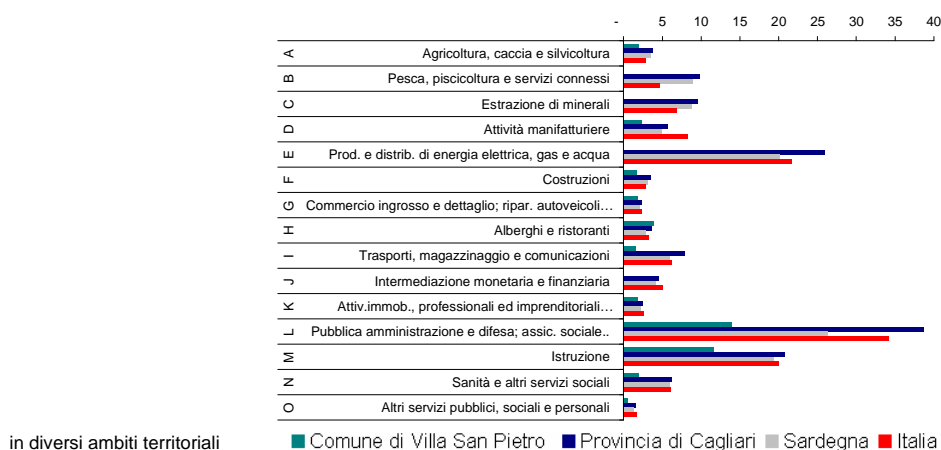 - 5 10 15 20 25 30 35 40
A Agricoltura, caccia e silvicoltura
B Pesca, piscicoltura e servizi connessi
C Estrazione di minerali
D Attività manifatturiere
E Prod. e distrib. di energia elettrica, gas e acqua
F Costruzioni
G Commercio ingrosso e dettaglio; ripar. autoveicoli…
H Alberghi e ristoranti
I Trasporti, magazzinaggio e comunicazioni
J Intermediazione monetaria e finanziaria
K Attiv.immob., professionali ed imprenditoriali…
L Pubblica amministrazione e difesa; assic. sociale..
M Istruzione
N Sanità e altri servizi sociali
O Altri servizi pubblici, sociali e personali
in diversi ambiti territoriali Comune di Villa San Pietro Provincia di Cagliari Sardegna Italia